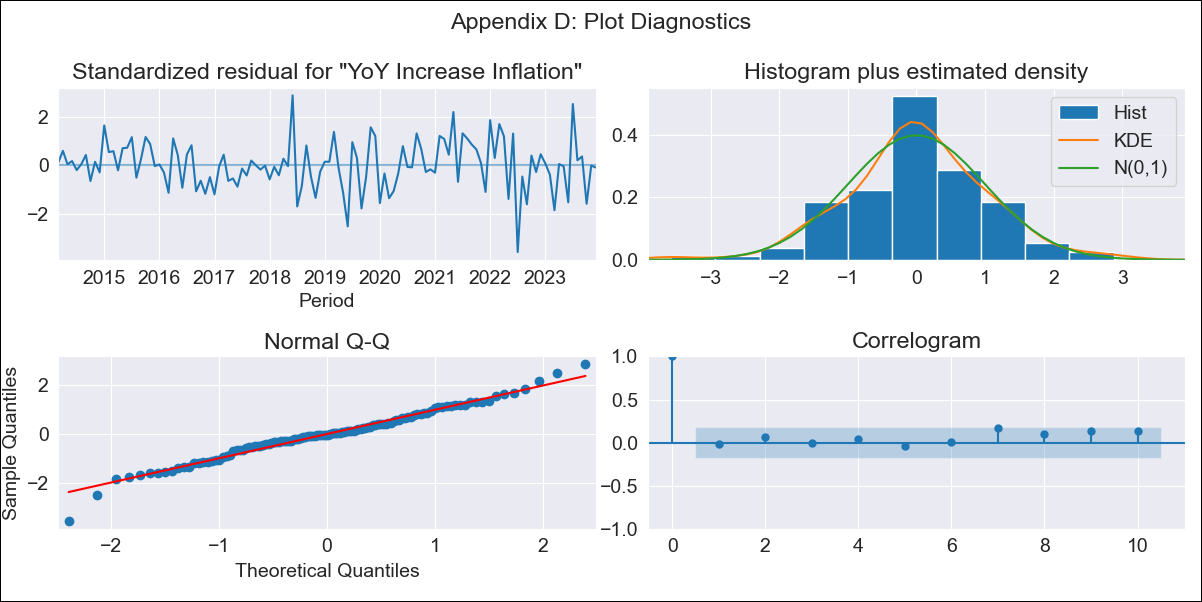 Appendix D: Plot Diagnostics
Standardized residual for "YoY Increase Inflation"
2
0
−2
2015 2016 2017 2018 2019 2020 2021 2022 2023
Period
Histogram plus estimated density
Hist
KDE
N(0,1)
0.4
0.2
0.0
−3 −2 −1 0 1 2 3
Normal Q-Q
Sample Quantiles
2
0
−2
−2 −1 0 1 2
Theoretical Quantiles
Correlogram
1.0
0.5
0.0
−0.5
−1.0
0 2 4 6 8 10